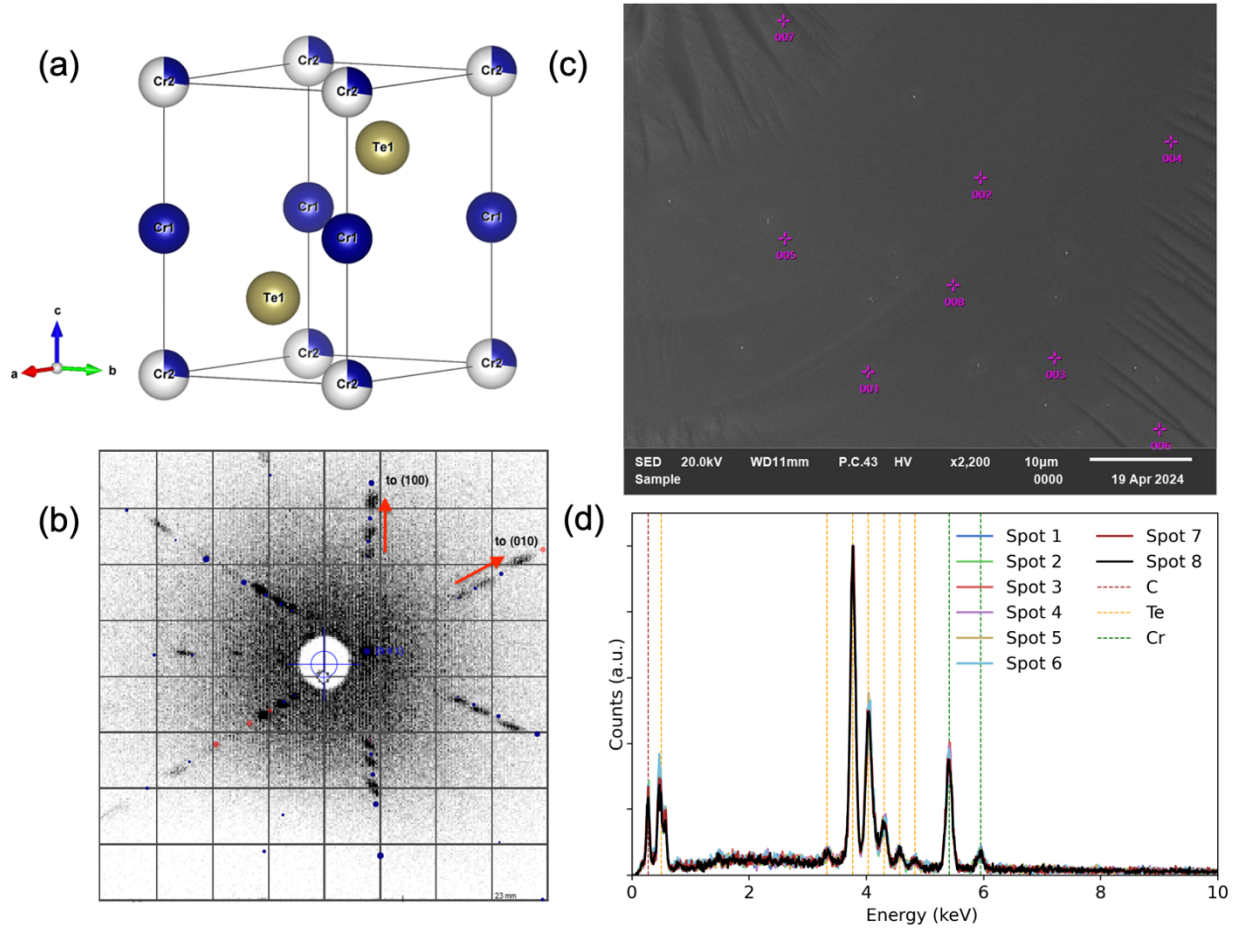 (a)
Cr2
Cr2
Cr2
Cr2
Te1
Cr1
Cr1
Cr1
Cr1
Te1
Cr2
Cr2
Cr2
Cr2
c
a
b
(b)
to (100)
to (010)
23 mm
(c)
007
004
002
005
008
003
001
006
SED 20.0kV WD11mm P.C.43 HV x2,200 10µm
Sample 0000 19 Apr 2024
(d)
Counts (a.u.)
Spot 1
Spot 2
Spot 3
Spot 4
Spot 5
Spot 6
Spot 7
Spot 8
C
Te
Cr
0 2 4 6 8 10
Energy (keV)